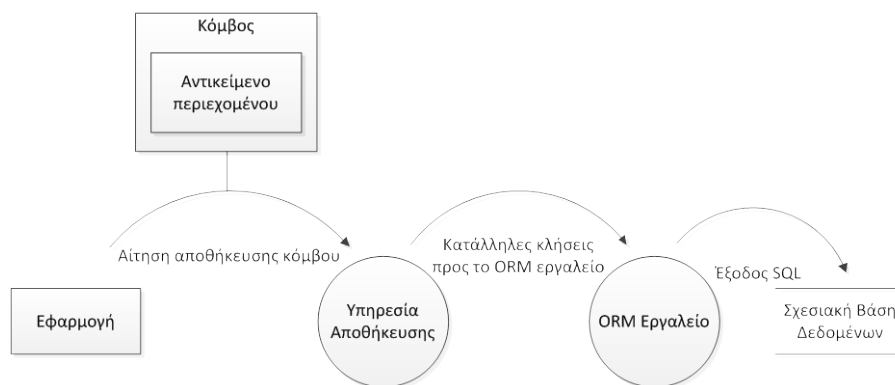 Κόμβος
Αντικείμενο
περιεχομένου
Αίτηση αποθήκευσης κόμβου
Κατάλληλες κλήσεις
προς το ORM εργαλείο
Έξοδος SQL
Εφαρμογή
Υπηρεσία
Αποθήκευσης
ORM Εργαλείο
Σχεσιακή Βάση
Δεδομένων